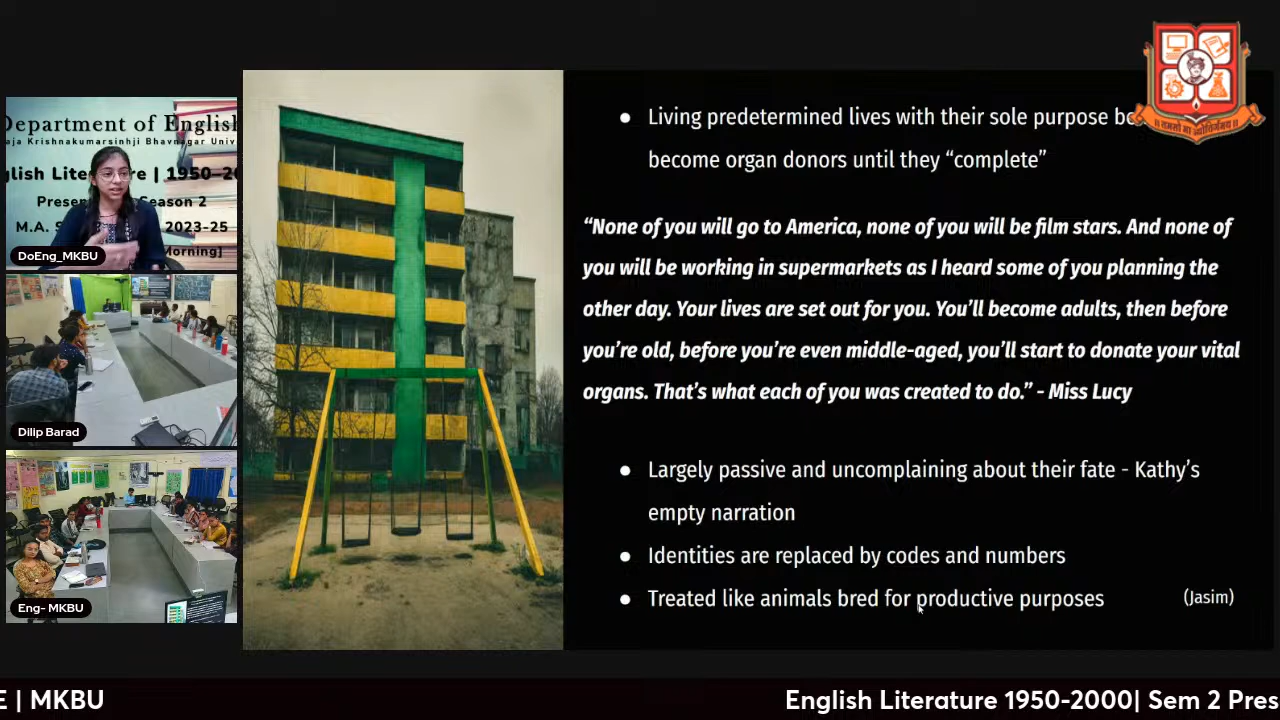 Department of English
aja Krishnakumarsinhji Bhavnagar Univ
glish Lite re | 1950-20
Prese Season 2
M.A. S 2023-25
Morning]
DoEng_MKBU
Dilip Barad
Eng- MKBU
● Living predetermined lives with their sole purpose be
become organ donors until they “complete”
“None of you will go to America, none of you will be film stars. And none of
you will be working in supermarkets as I heard some of you planning the
other day. Your lives are set out for you. You’ll become adults, then before
you’re old, before you’re even middle-aged, you’ll start to donate your vital
organs. That’s what each of you was created to do.” - Miss Lucy
● Largely passive and uncomplaining about their fate - Kathy’s
empty narration
● Identities are replaced by codes and numbers
● Treated like animals bred for productive purposes (Jasim)
E | MKBU
English Literature 1950-2000| Sem 2 Pres